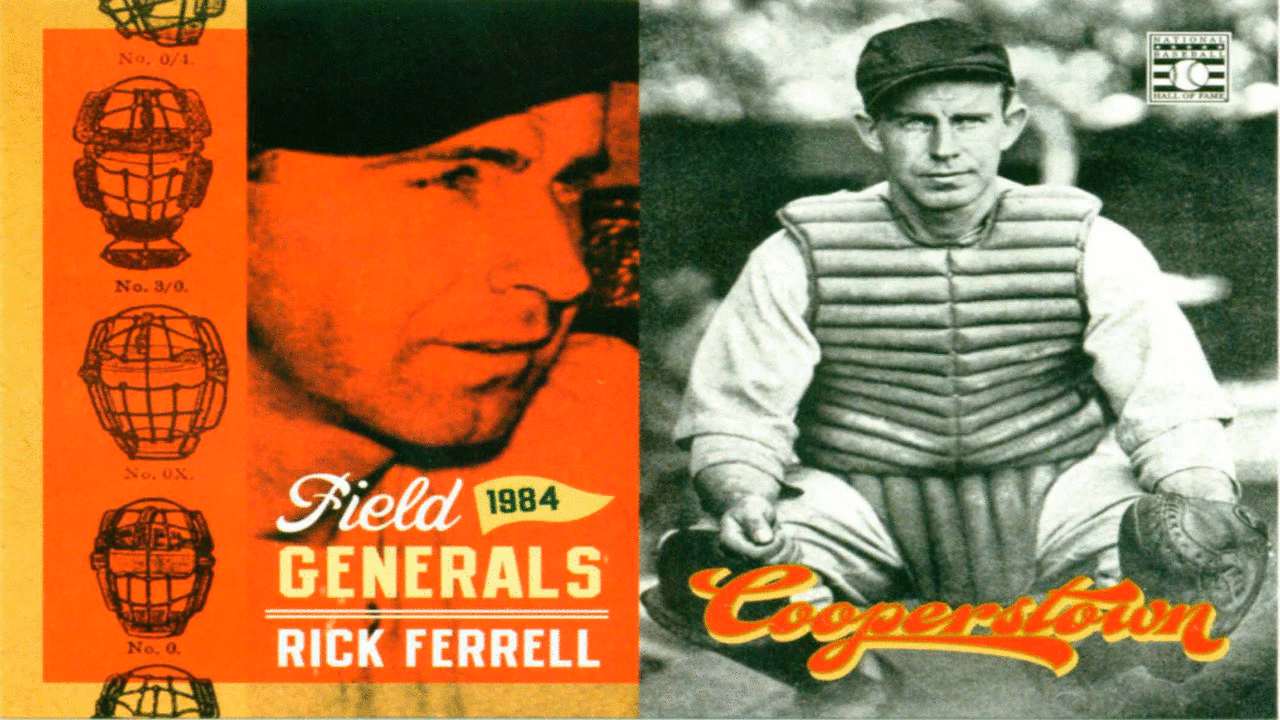 No. 0/1.
No. 3/0.
No. 0X.
No. 0.
Field
1984
GENERALS
RICK FERRELL
NATIONAL
BASEBALL
HALL OF FAME
Cooperstown